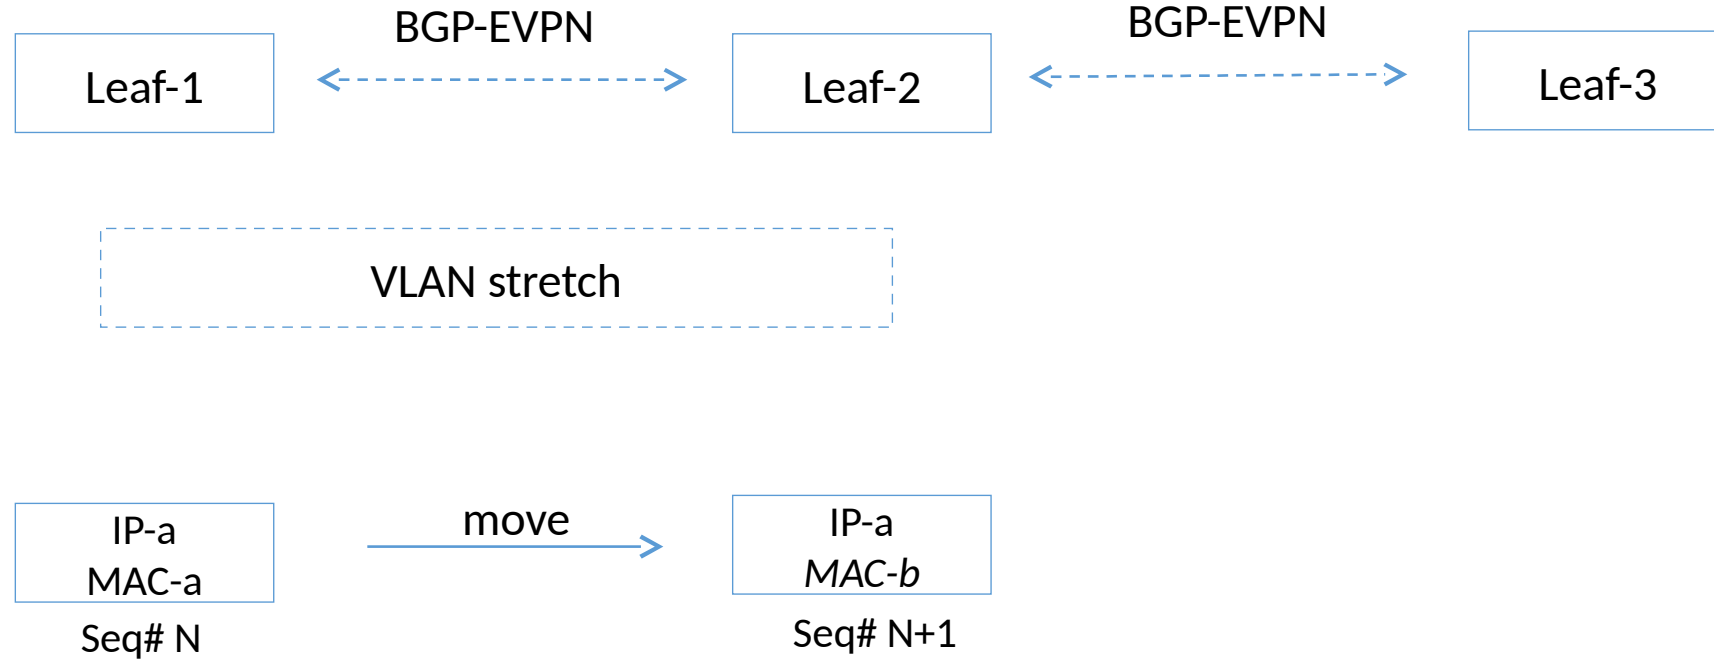 BGP-EVPN
BGP-EVPN
Leaf-1
Leaf-2
Leaf-3
VLAN stretch
IP-a
MAC-a
Seq# N
move
IP-a
MAC-b
Seq# N+1